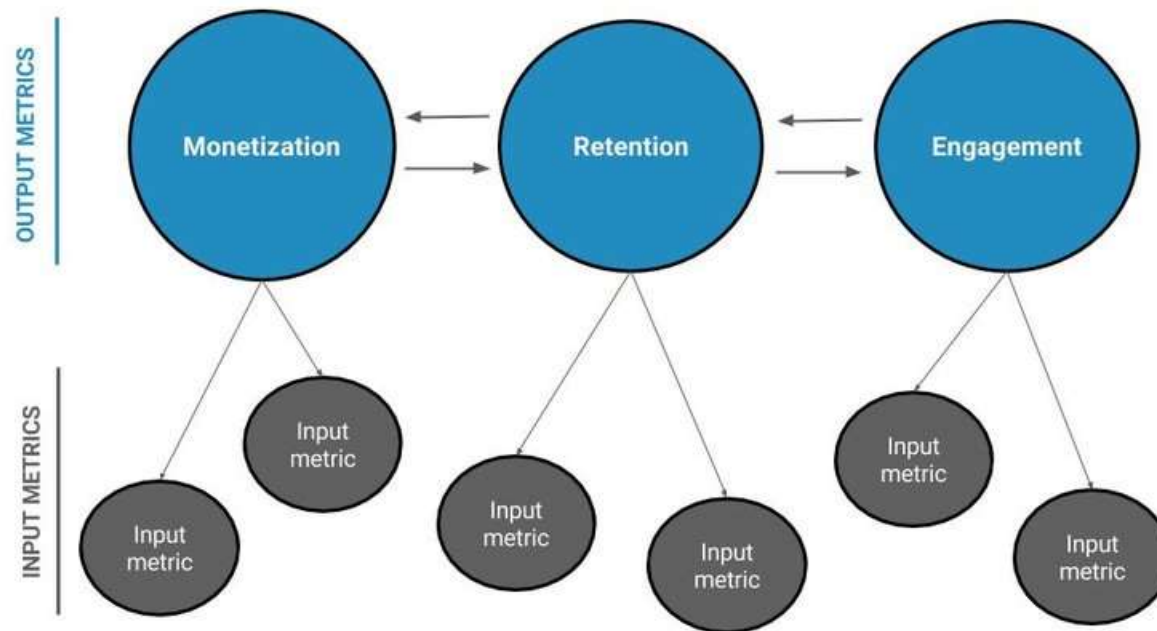 OUTPUT METRICS
Monetization
Retention
Engagement
INPUT METRICS
Input
metric
Input
metric
Input
metric
Input
metric
Input
metric
Input
metric